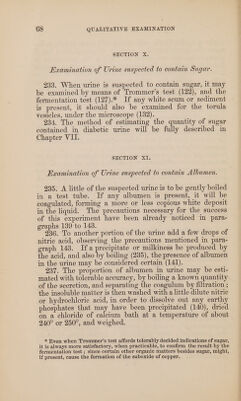 68 QUALITATIVE EXAMINATION
SECTION X.
Examination of Urine suspected to contain Sugar.
233. When urine is suspected to contain sugar, it may
be examined by means of Trommer's test (122), and the
fermentation test (127).* If any white scum or sediment
is present, it should also be examined for the torula
vesicles, under the microscope (132).
234. The method of estimating the quantity of sugar
contained in diabetic urine will be fully described in
Chapter VII.
SECTION XI.
Examination of Urine suspected to contain Albumen.
235. A little of the suspected urine is to be gently boiled
in a test tube. If any albumen is present, it will be
coagulated, forming a more or less copious white deposit
in the liquid. The precautions necessary for the success
of this experiment have been already noticed in para-
graphs 139 to 143.
236. To another portion of the urine add a few drops of
nitric acid, observing the precautions mentioned in para-
graph 143. If a precipitate or milkiness be produced by
the acid, and also by boiling (235), the presence of albumen
in the urine may be considered certain (141).
237. The proportion of albumen in urine may be esti-
mated with tolerable accuracy, by boiling a known quantity
of the secretion, and separating the coagulum by filtration;
the insoluble matter is then washed with a little dilute nitric
or hydrochloric acid, in order to dissolve out any earthy
phosphates that may have been precipitated (140), dried
on a chloride of calcium bath at a temperature of about
240° or 250°, and weighed.
* Even when Trommer's test affords tolerably decided indications of sugar,
it is always more satisfactory, when practicable, to confirm the result by the
fermentation test; since certain other organic matters besides sugar, might,
if present, cause the formation of the suboxide of copper.